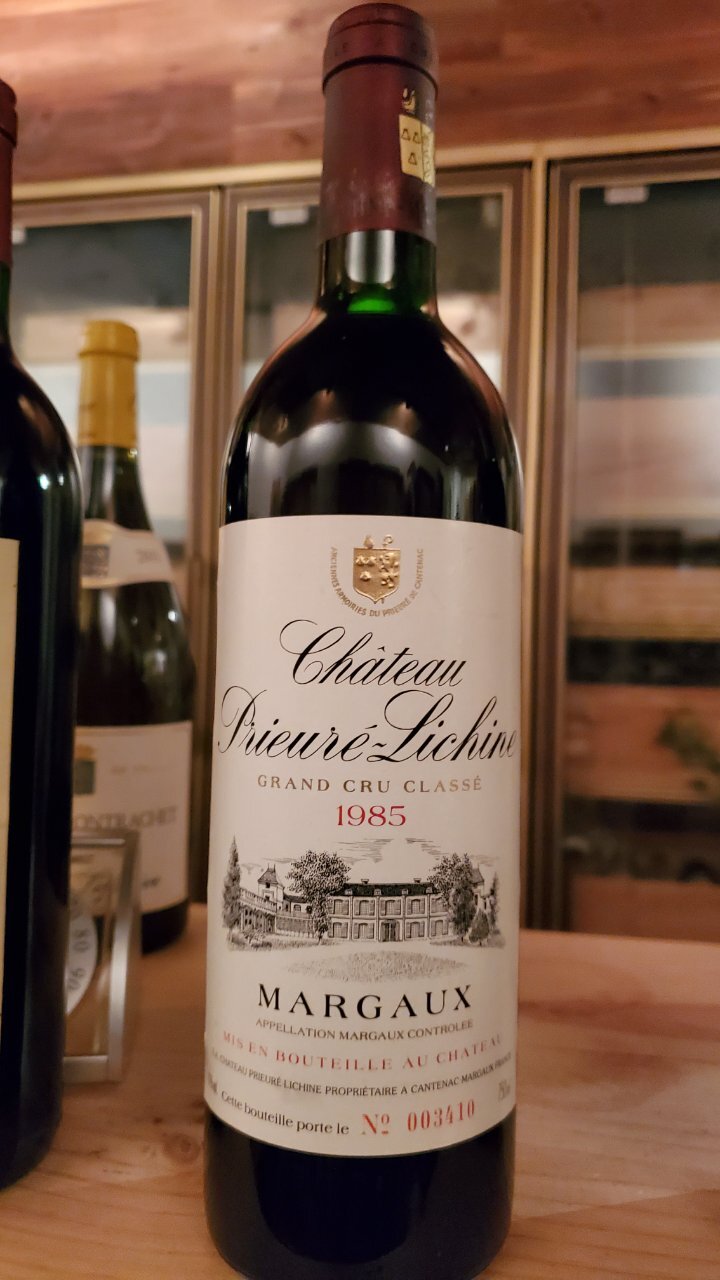 ANCIENNES ARMOIRIES DU PRIEURÉ DE CANTENAC
Château
Prieuré-Lichine
GRAND CRU CLASSÉ
1985
MARGAUX
APPELLATION MARGAUX CONTROLÉE
MIS EN BOUTEILLE AU CHATEAU
CHATEAU PRIEURÉ-LICHINE PROPRIÉTAIRE À CANTENAC-MARGAUX FRANCE
Cette bouteille porte le Nº 003410